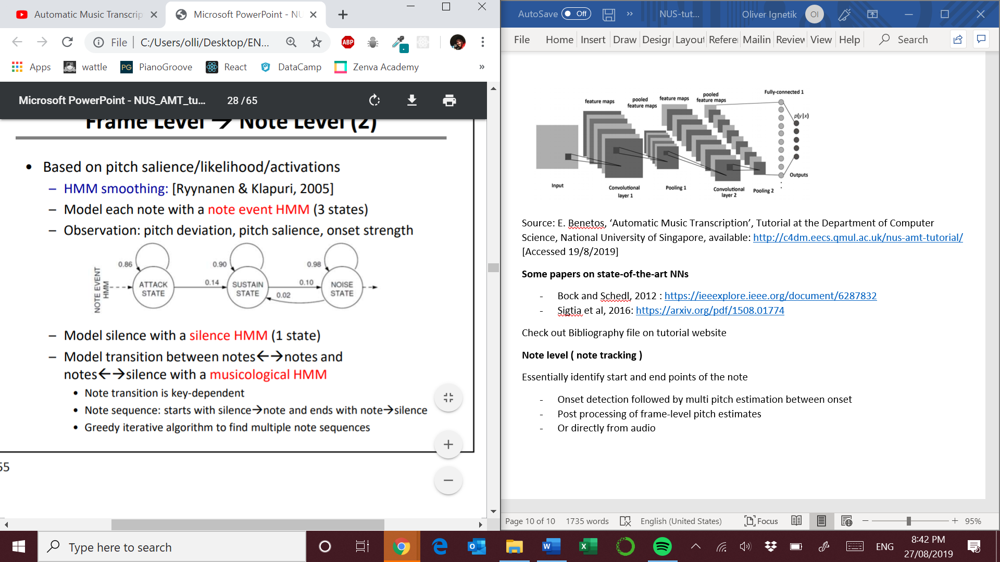 Automatic Music Transcrip
Microsoft PowerPoint - NU
File
C:/Users/olli/Desktop/EN...
ABP
Apps
wattle
PG
PianoGroove
React
DataCamp
Zenva Academy
»
Microsoft PowerPoint - NUS_AMT_tu...
28 / 65
Frame Level → Note Level (2)
• Based on pitch salience/likelihood/activations
– HMM smoothing: [Ryynanen & Klapuri, 2005]
– Model each note with a note event HMM (3 states)
– Observation: pitch deviation, pitch salience, onset strength
NOTE EVENT
HMM
0.86
ATTACK
STATE
0.14
0.90
SUSTAIN
STATE
0.10
0.02
0.98
NOISE
STATE
– Model silence with a silence HMM (1 state)
– Model transition between notes←→notes and
notes←→silence with a musicological HMM
• Note transition is key-dependent
• Note sequence: starts with silence→note and ends with note→silence
• Greedy iterative algorithm to find multiple note sequences
55
AutoSave
Off
»
NUS-tut...
Oliver Ignetik
OI
File
Home
Insert
Draw
Design
Layout
Referen
Mailin
Review
View
Help
Search
feature maps
pooled
feature maps
feature maps
pooled
feature maps
Fully-connected 1
p(y|x)
Input
Convolutional
layer 1
Pooling 1
Convolutional
layer 2
Pooling 2
Outputs
Source: E. Benetos, ‘Automatic Music Transcription’, Tutorial at the Department of Computer
Science, National University of Singapore, available: http://c4dm.eecs.qmul.ac.uk/nus-amt-tutorial/
[Accessed 19/8/2019]
Some papers on state-of-the-art NNs
- Bock and Schedl, 2012 : https://ieeexplore.ieee.org/document/6287832
- Sigtia et al, 2016: https://arxiv.org/pdf/1508.01774
Check out Bibliography file on tutorial website
Note level ( note tracking )
Essentially identify start and end points of the note
- Onset detection followed by multi pitch estimation between onset
- Post processing of frame-level pitch estimates
- Or directly from audio
Page 10 of 10
1735 words
English (United States)
Focus
95%
Type here to search
ENG
8:42 PM
27/08/2019